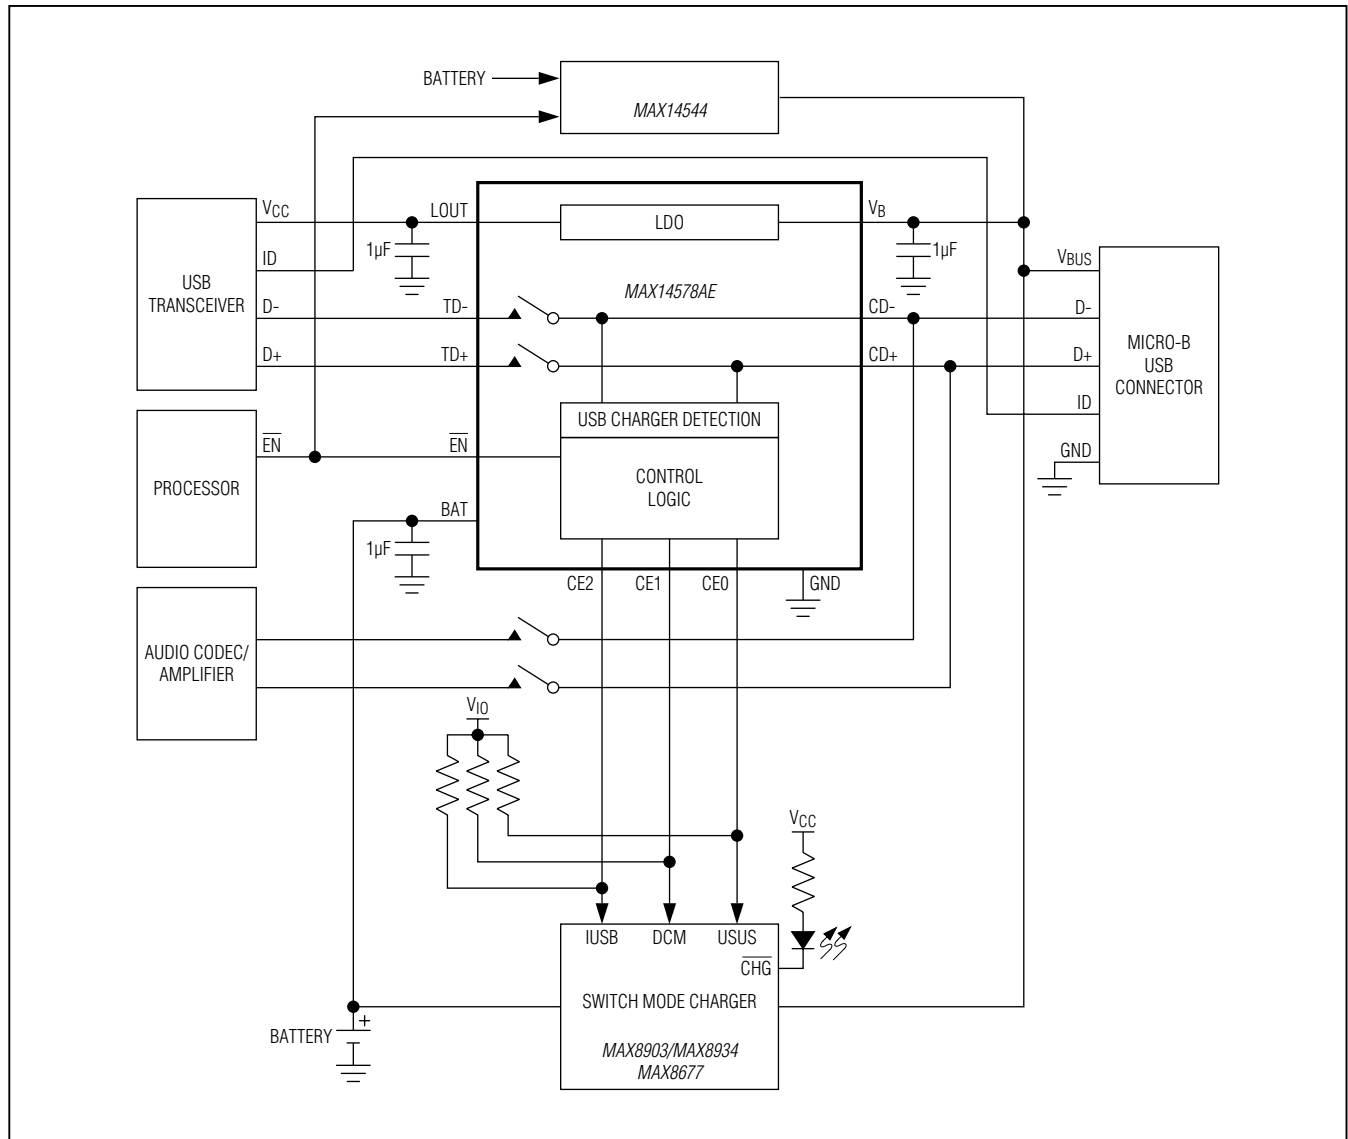 BATTERY
MAX14544
VCC
LOUT
LDO
VB
1µF
1µF
ID
VBUS
USB
TRANSCEIVER
MAX14578AE
D-
TD-
CD-
D-
D+
TD+
CD+
D+
MICRO-B
USB
CONNECTOR
ID
USB CHARGER DETECTION
EN
EN
GND
CONTROL
LOGIC
PROCESSOR
BAT
1µF
CE2
CE1
CE0
GND
AUDIO CODEC/
AMPLIFIER
VIO
VCC
IUSB
DCM
USUS
CHG
SWITCH MODE CHARGER
+
BATTERY
MAX8903/MAX8934
MAX8677